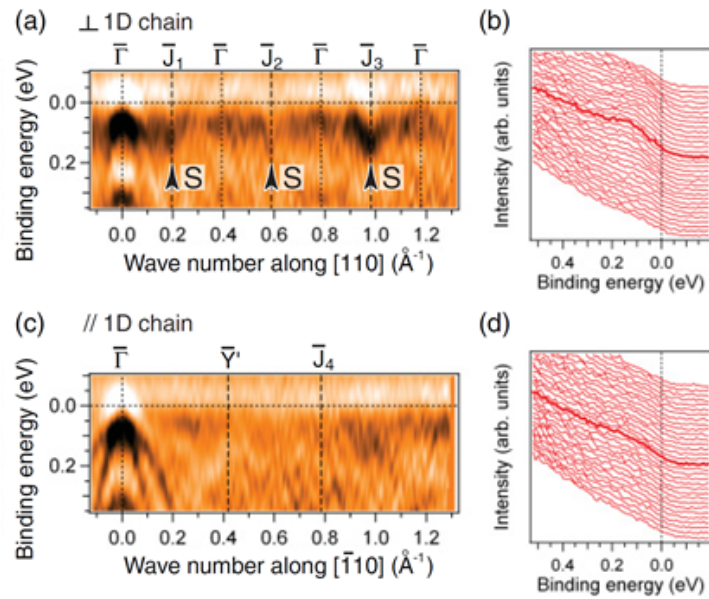 (a) ⊥ 1D chain
Γ̅ J̅₁ Γ̅ J̅₂ Γ̅ J̅₃ Γ̅
Binding energy (eV)
0.0
0.2
S S S
0.0 0.2 0.4 0.6 0.8 1.0 1.2
Wave number along [110] (Å⁻¹)
(b)
Intensity (arb. units)
0.4 0.2 0.0
Binding energy (eV)
(c) // 1D chain
Γ̅ Y̅' J̅₄
Binding energy (eV)
0.0
0.2
0.0 0.2 0.4 0.6 0.8 1.0 1.2
Wave number along [1̅10] (Å⁻¹)
(d)
Intensity (arb. units)
0.4 0.2 0.0
Binding energy (eV)